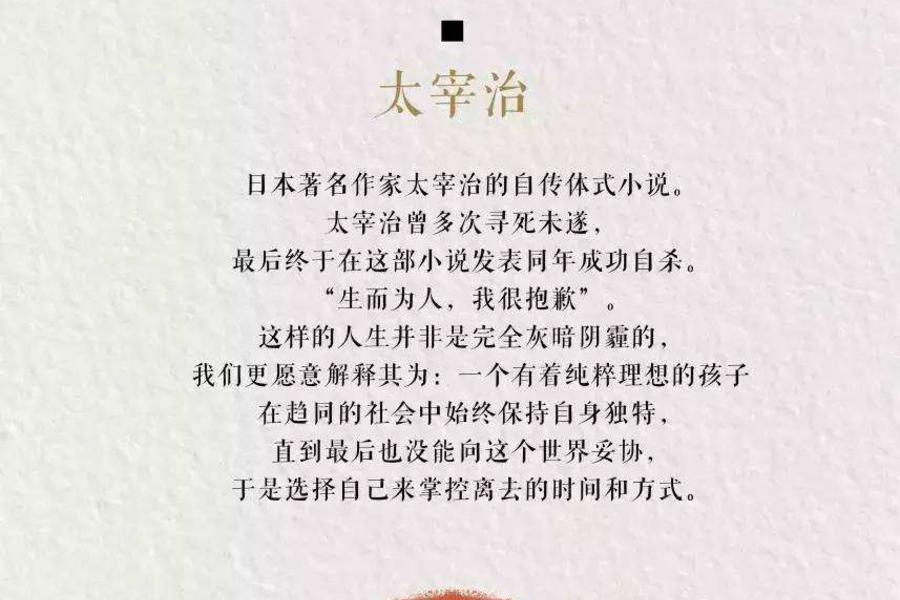 太宰治
日本著名作家太宰治的自传体式小说。
太宰治曾多次寻死未遂，
最后终于在这部小说发表同年成功自杀。
“生而为人，我很抱歉”。
这样的人生并非是完全灰暗阴霾的，
我们更愿意解释其为：一个有着纯粹理想的孩子
在趋同的社会中始终保持自身独特，
直到最后也没能向这个世界妥协，
于是选择自己来掌控离去的时间和方式。